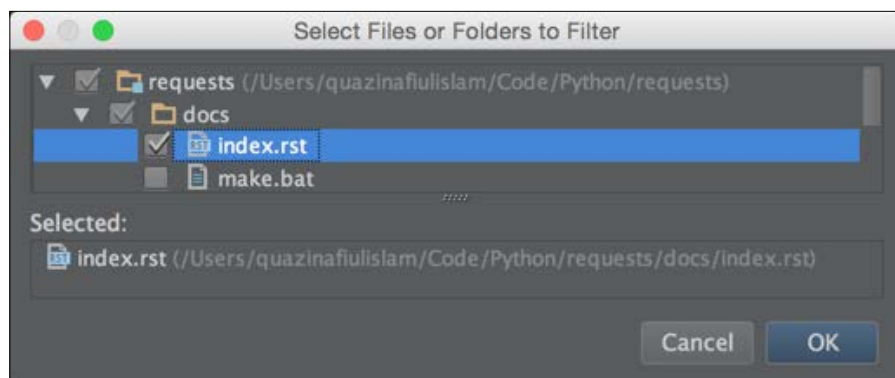 Select Files or Folders to Filter
requests (/Users/quazinafiulislam/Code/Python/requests)
docs
index.rst
make.bat
Selected:
index.rst (/Users/quazinafiulislam/Code/Python/requests/docs/index.rst)
Cancel OK